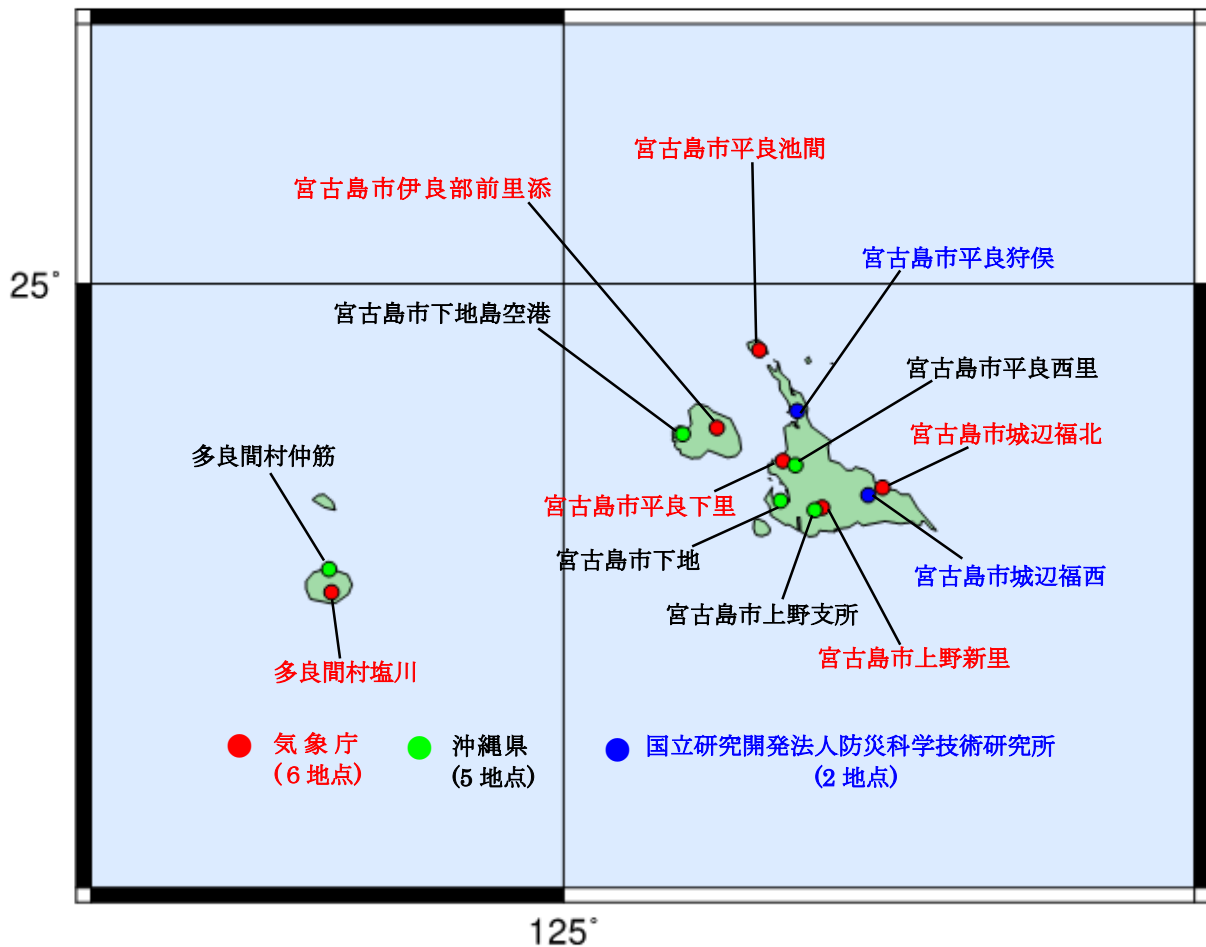 宮古島市平良池間
宮古島市伊良部前里添
宮古島市平良狩俣
25°
宮古島市下地島空港
宮古島市平良西里
宮古島市城辺福北
多良間村仲筋
宮古島市平良下里
宮古島市下地
宮古島市城辺福西
宮古島市上野支所
宮古島市上野新里
多良間村塩川
気象庁
(6地点)
沖縄県
(5地点)
国立研究開発法人防災科学技術研究所
(2地点)
125°